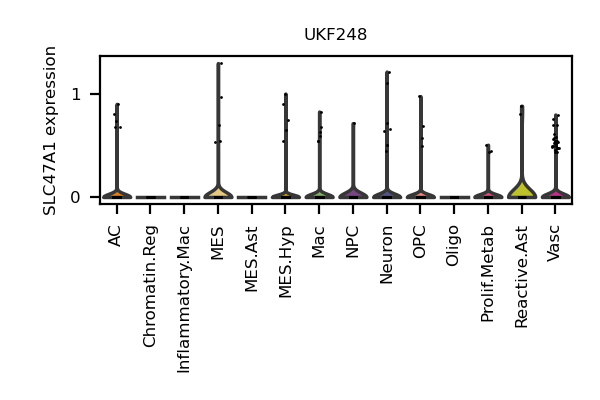 UKF248
SLC47A1 expression
1
0
AC
Chromatin.Reg
Inflammatory.Mac
MES
MES.Ast
MES.Hyp
Mac
NPC
Neuron
OPC
Oligo
Prolif.Metab
Reactive.Ast
Vasc